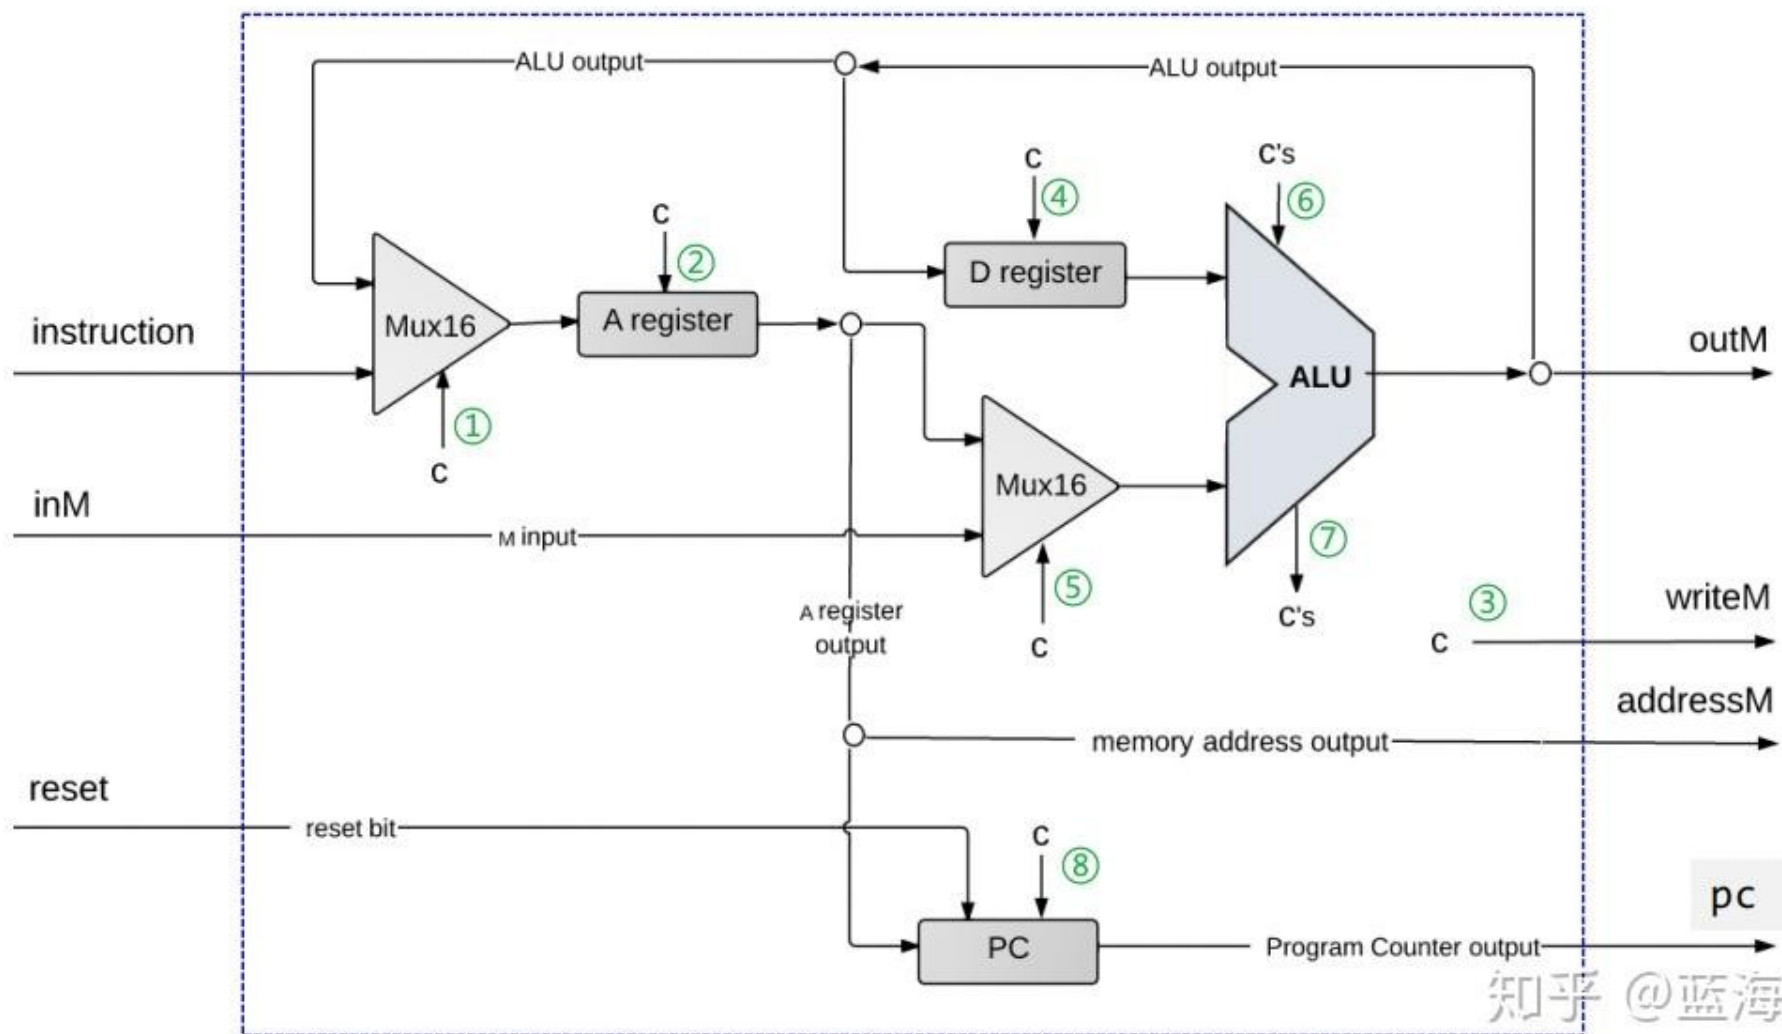 ALU output
ALU output
c's
c
④
⑥
c
②
D register
instruction
Mux16
A register
outM
ALU
①
c
Mux16
inM
M input
⑦
⑤
c's
③
writeM
A register
output
c
c
addressM
memory address output
reset
reset bit
c
⑧
pc
PC
Program Counter output
知乎 @蓝海